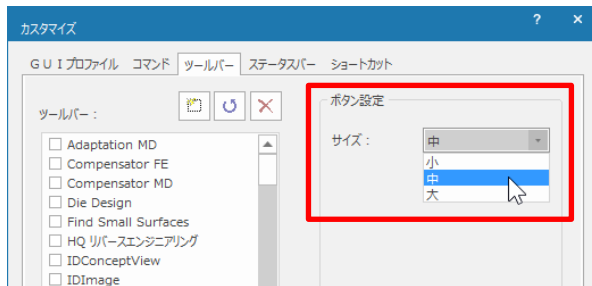 カスタマイズ
? ×
GUIプロファイル コマンド ツールバー ステータスバー ショートカット
ツールバー :
Adaptation MD
Compensator FE
Compensator MD
Die Design
Find Small Surfaces
HQ リバースエンジニアリング
IDConceptView
IDImage
ボタン設定
サイズ : 中
小
中
大